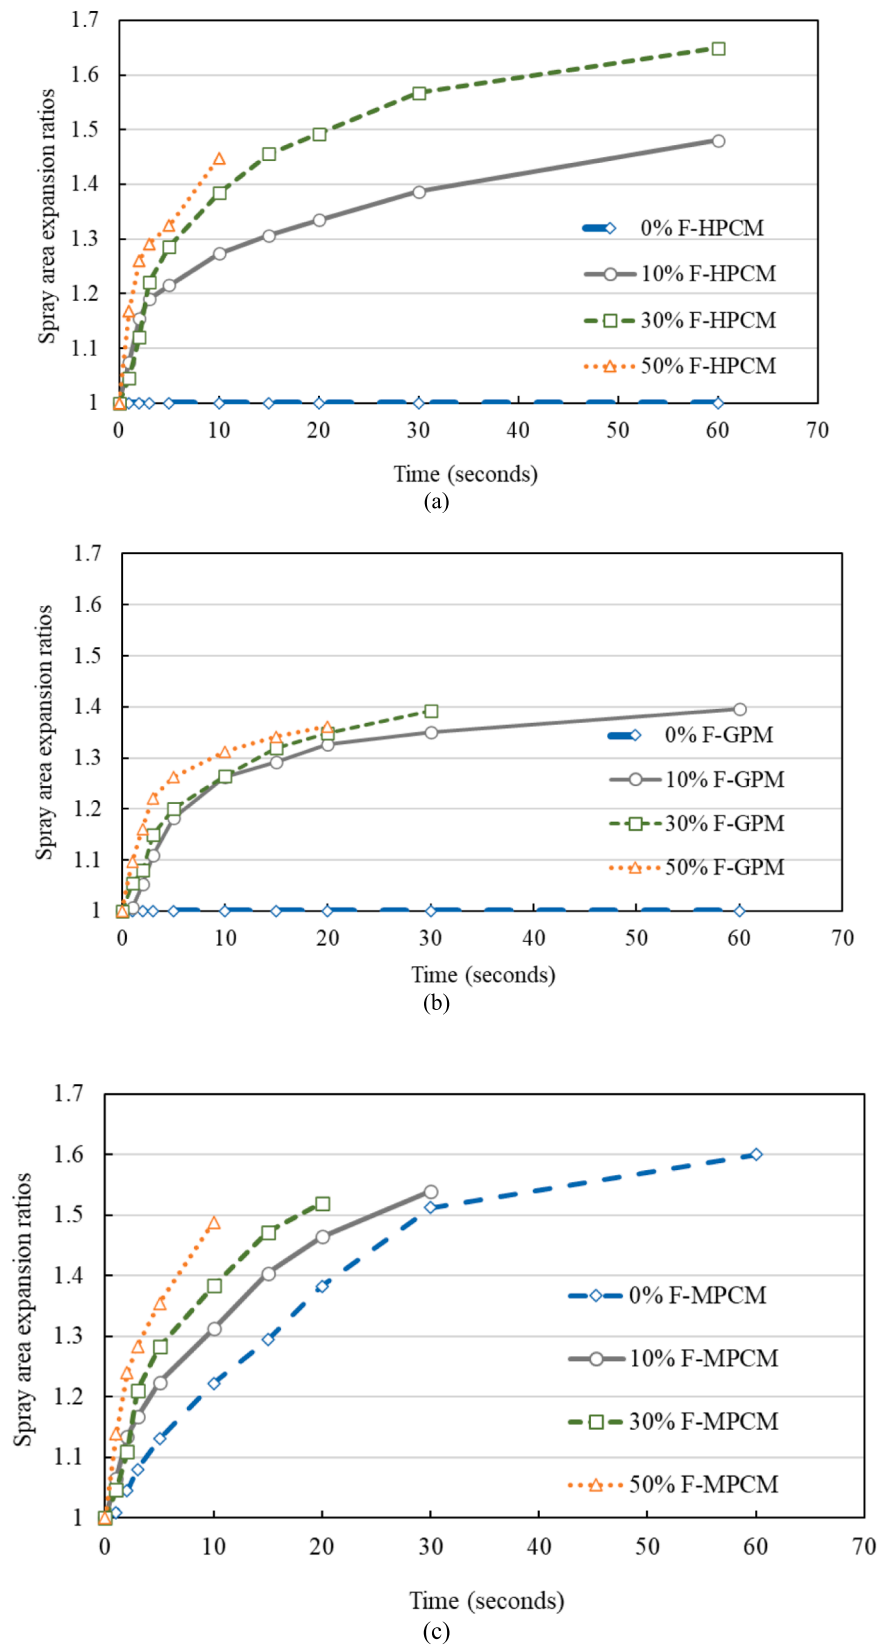 Spray area expansion ratios
1.7
1.6
1.5
1.4
1.3
1.2
1.1
1
0% F-HPCM
10% F-HPCM
30% F-HPCM
50% F-HPCM
0 10 20 30 40 50 60 70
Time (seconds)
(a)
Spray area expansion ratios
1.7
1.6
1.5
1.4
1.3
1.2
1.1
1
0% F-GPM
10% F-GPM
30% F-GPM
50% F-GPM
0 10 20 30 40 50 60 70
Time (seconds)
(b)
Spray area expansion ratios
1.7
1.6
1.5
1.4
1.3
1.2
1.1
1
0% F-MPCM
10% F-MPCM
30% F-MPCM
50% F-MPCM
0 10 20 30 40 50 60 70
Time (seconds)
(c)